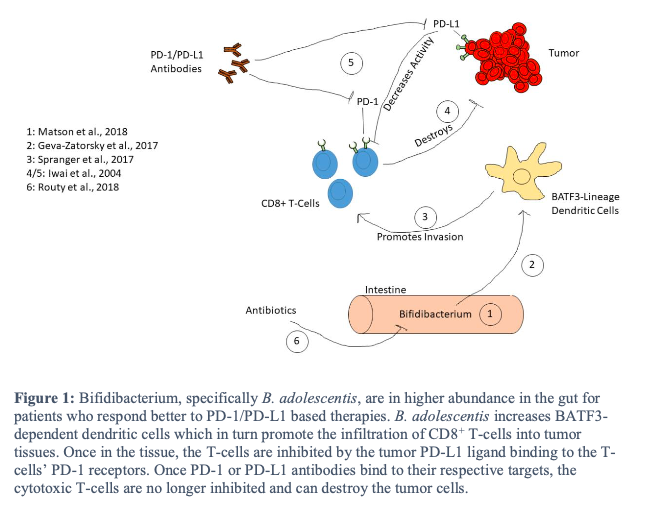 PD-L1
PD-1/PD-L1
Antibodies
Tumor
5
Decreases Activity
PD-1
4
Destroys
1: Matson et al., 2018
2: Geva-Zatorsky et al., 2017
3: Spranger et al., 2017
4/5: Iwai et al., 2004
6: Routy et al., 2018
CD8+ T-Cells
BATF3-Lineage
Dendritic Cells
3
Promotes Invasion
2
Intestine
Antibiotics
Bifidibacterium
1
6
Figure 1: Bifidibacterium, specifically B. adolescentis, are in higher abundance in the gut for
patients who respond better to PD-1/PD-L1 based therapies. B. adolescentis increases BATF3-
dependent dendritic cells which in turn promote the infiltration of CD8⁺ T-cells into tumor
tissues. Once in the tissue, the T-cells are inhibited by the tumor PD-L1 ligand binding to the T-
cells’ PD-1 receptors. Once PD-1 or PD-L1 antibodies bind to their respective targets, the
cytotoxic T-cells are no longer inhibited and can destroy the tumor cells.